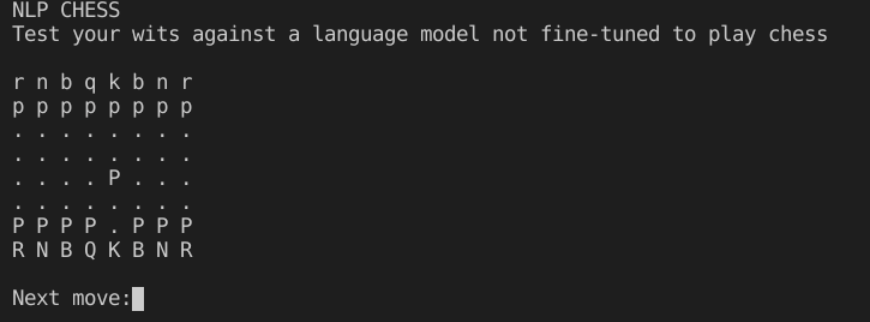 NLP CHESS
Test your wits against a language model not fine-tuned to play chess
r n b q k b n r
p p p p p p p p
. . . . . . . .
. . . . . . . .
. . . . P . . .
. . . . . . . .
P P P P . P P P
R N B Q K B N R
Next move: